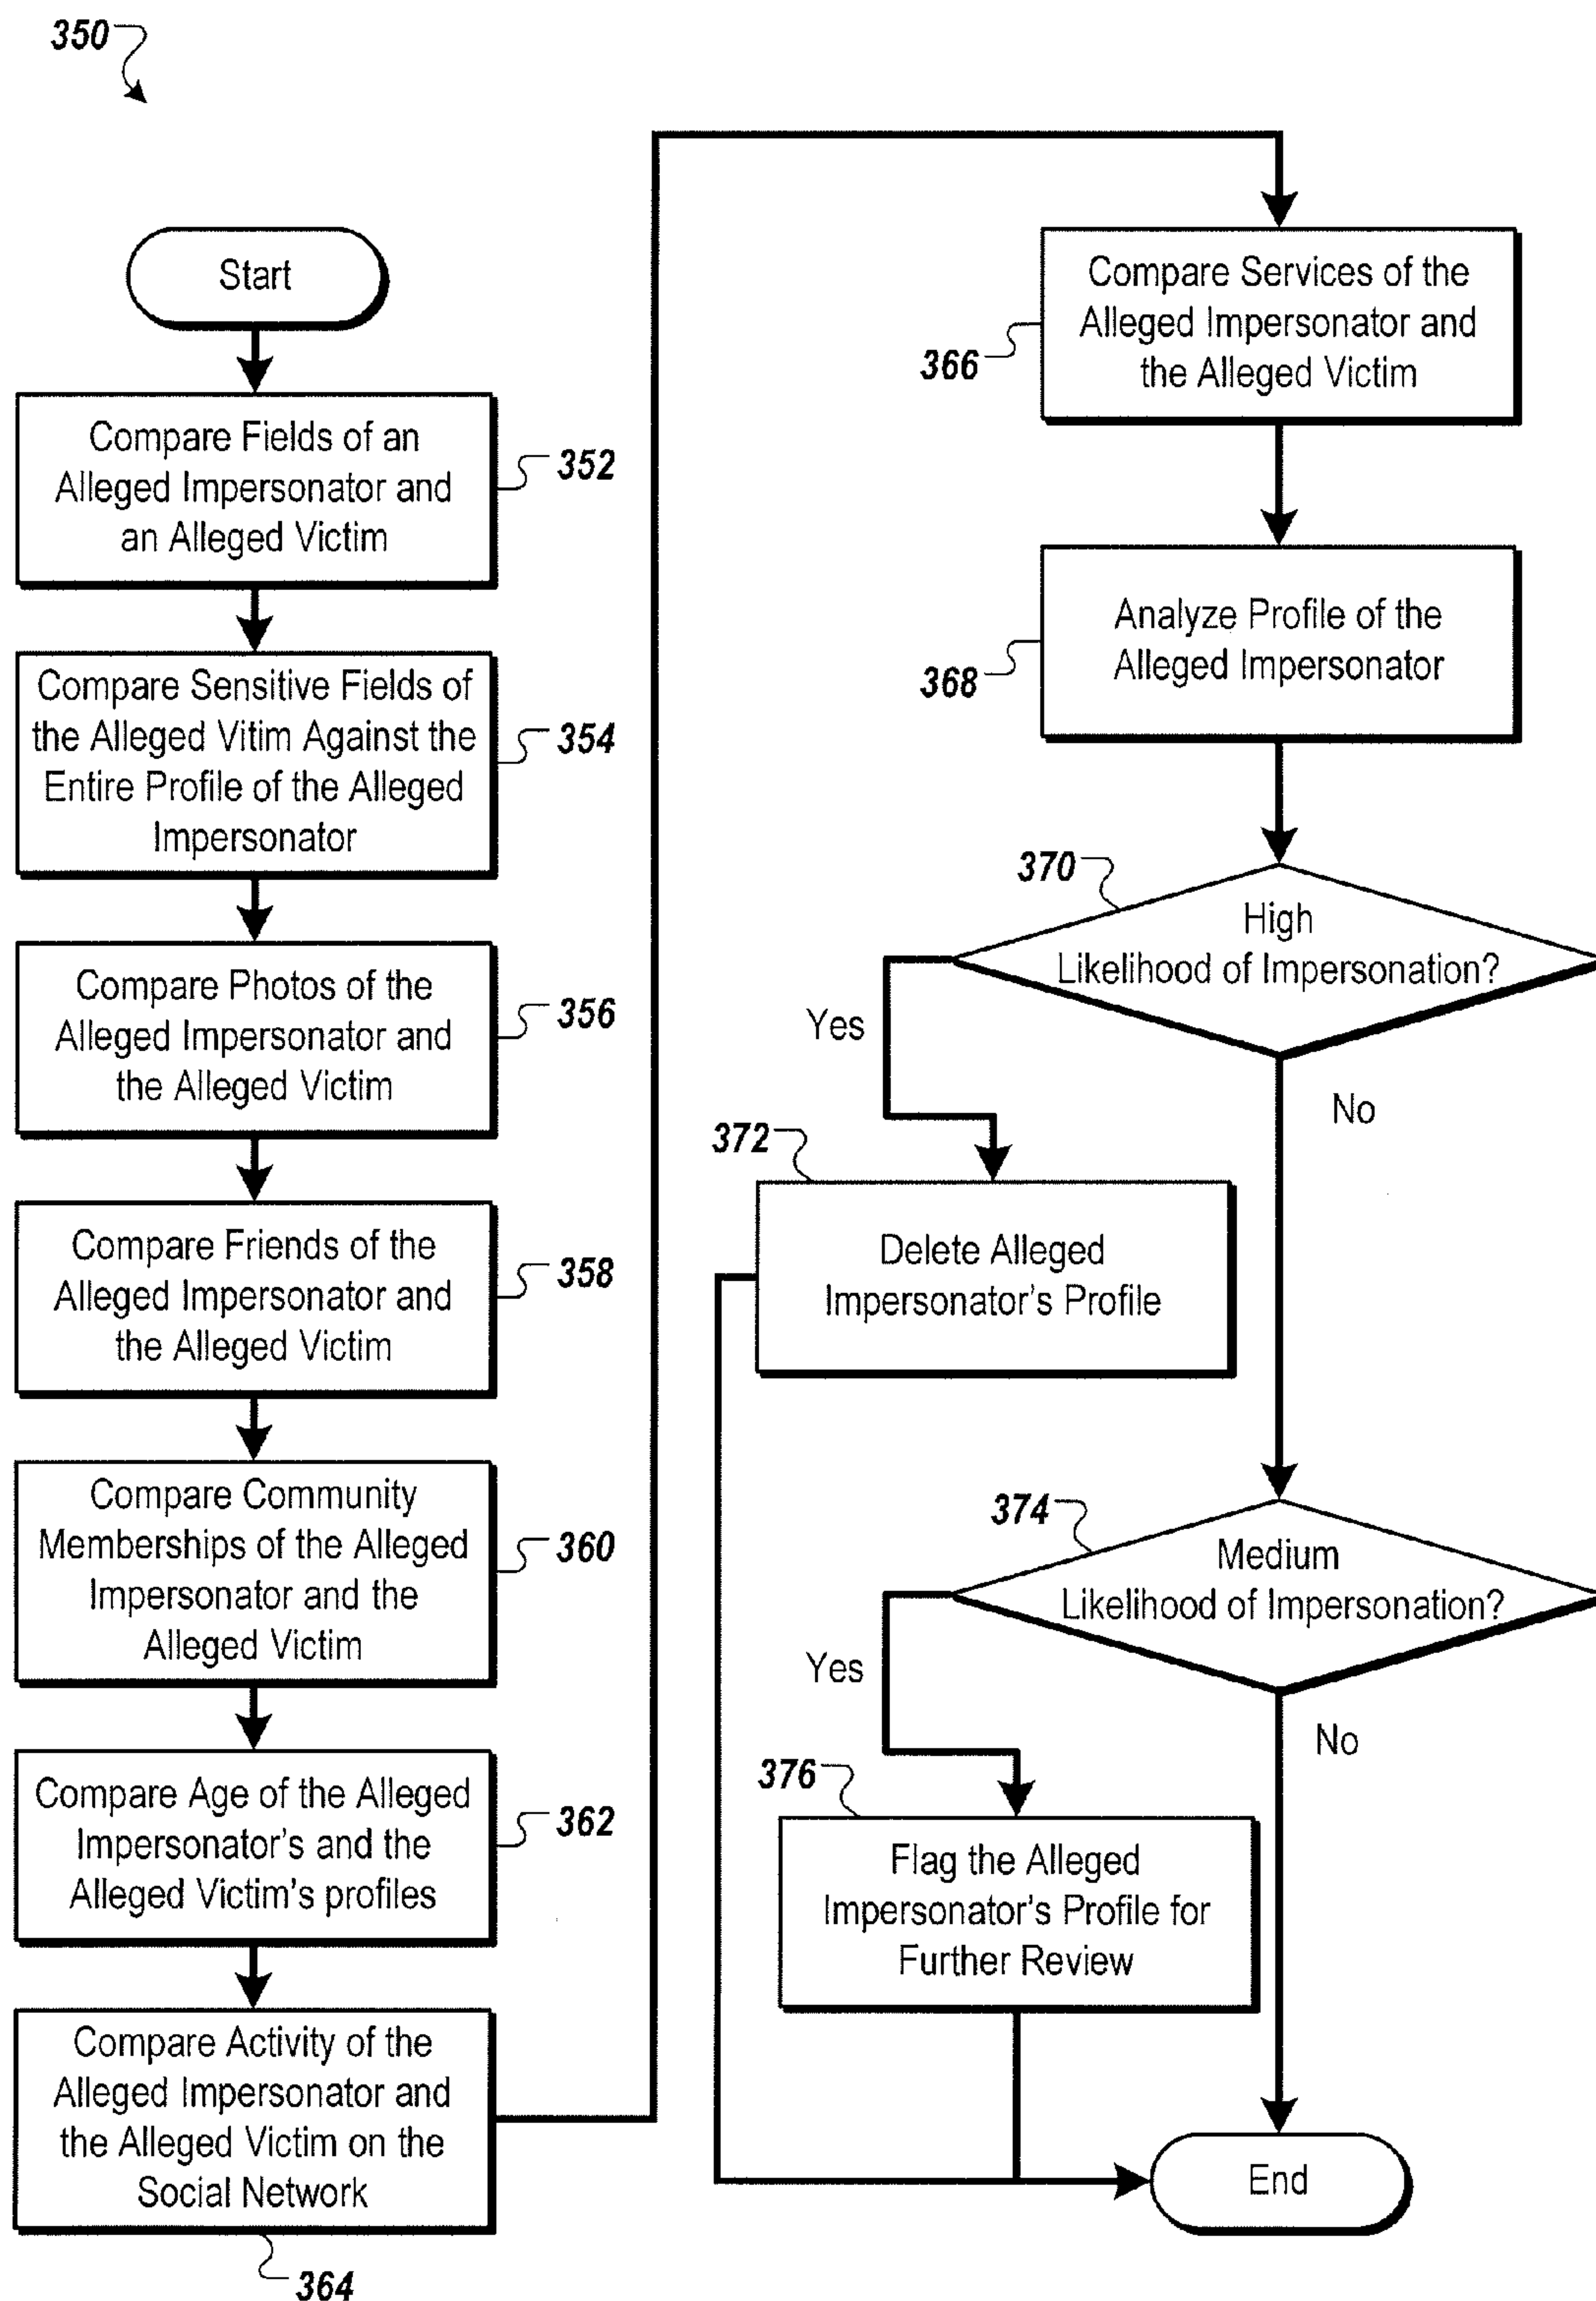 350
Start
Compare Fields of an
Alleged Impersonator and
an Alleged Victim
352
Compare Sensitive Fields of
the Alleged Vitim Against the
Entire Profile of the Alleged
Impersonator
354
Compare Photos of the
Alleged Impersonator and
the Alleged Victim
356
Compare Friends of the
Alleged Impersonator and
the Alleged Victim
358
Compare Community
Memberships of the Alleged
Impersonator and the
Alleged Victim
360
Compare Age of the Alleged
Impersonator's and the
Alleged Victim's profiles
362
Compare Activity of the
Alleged Impersonator and
the Alleged Victim on the
Social Network
364
Compare Services of the
Alleged Impersonator and
the Alleged Victim
366
Analyze Profile of the
Alleged Impersonator
368
370
High
Likelihood of Impersonation?
Yes
No
372
Delete Alleged
Impersonator's Profile
374
Medium
Likelihood of Impersonation?
Yes
No
376
Flag the Alleged
Impersonator's Profile for
Further Review
End